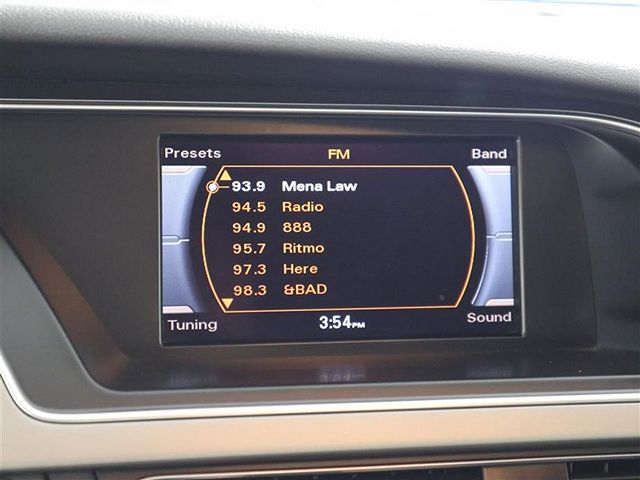 Presets FM Band
93.9 Mena Law
94.5 Radio
94.9 888
95.7 Ritmo
97.3 Here
98.3 &BAD
Tuning 3:54PM Sound